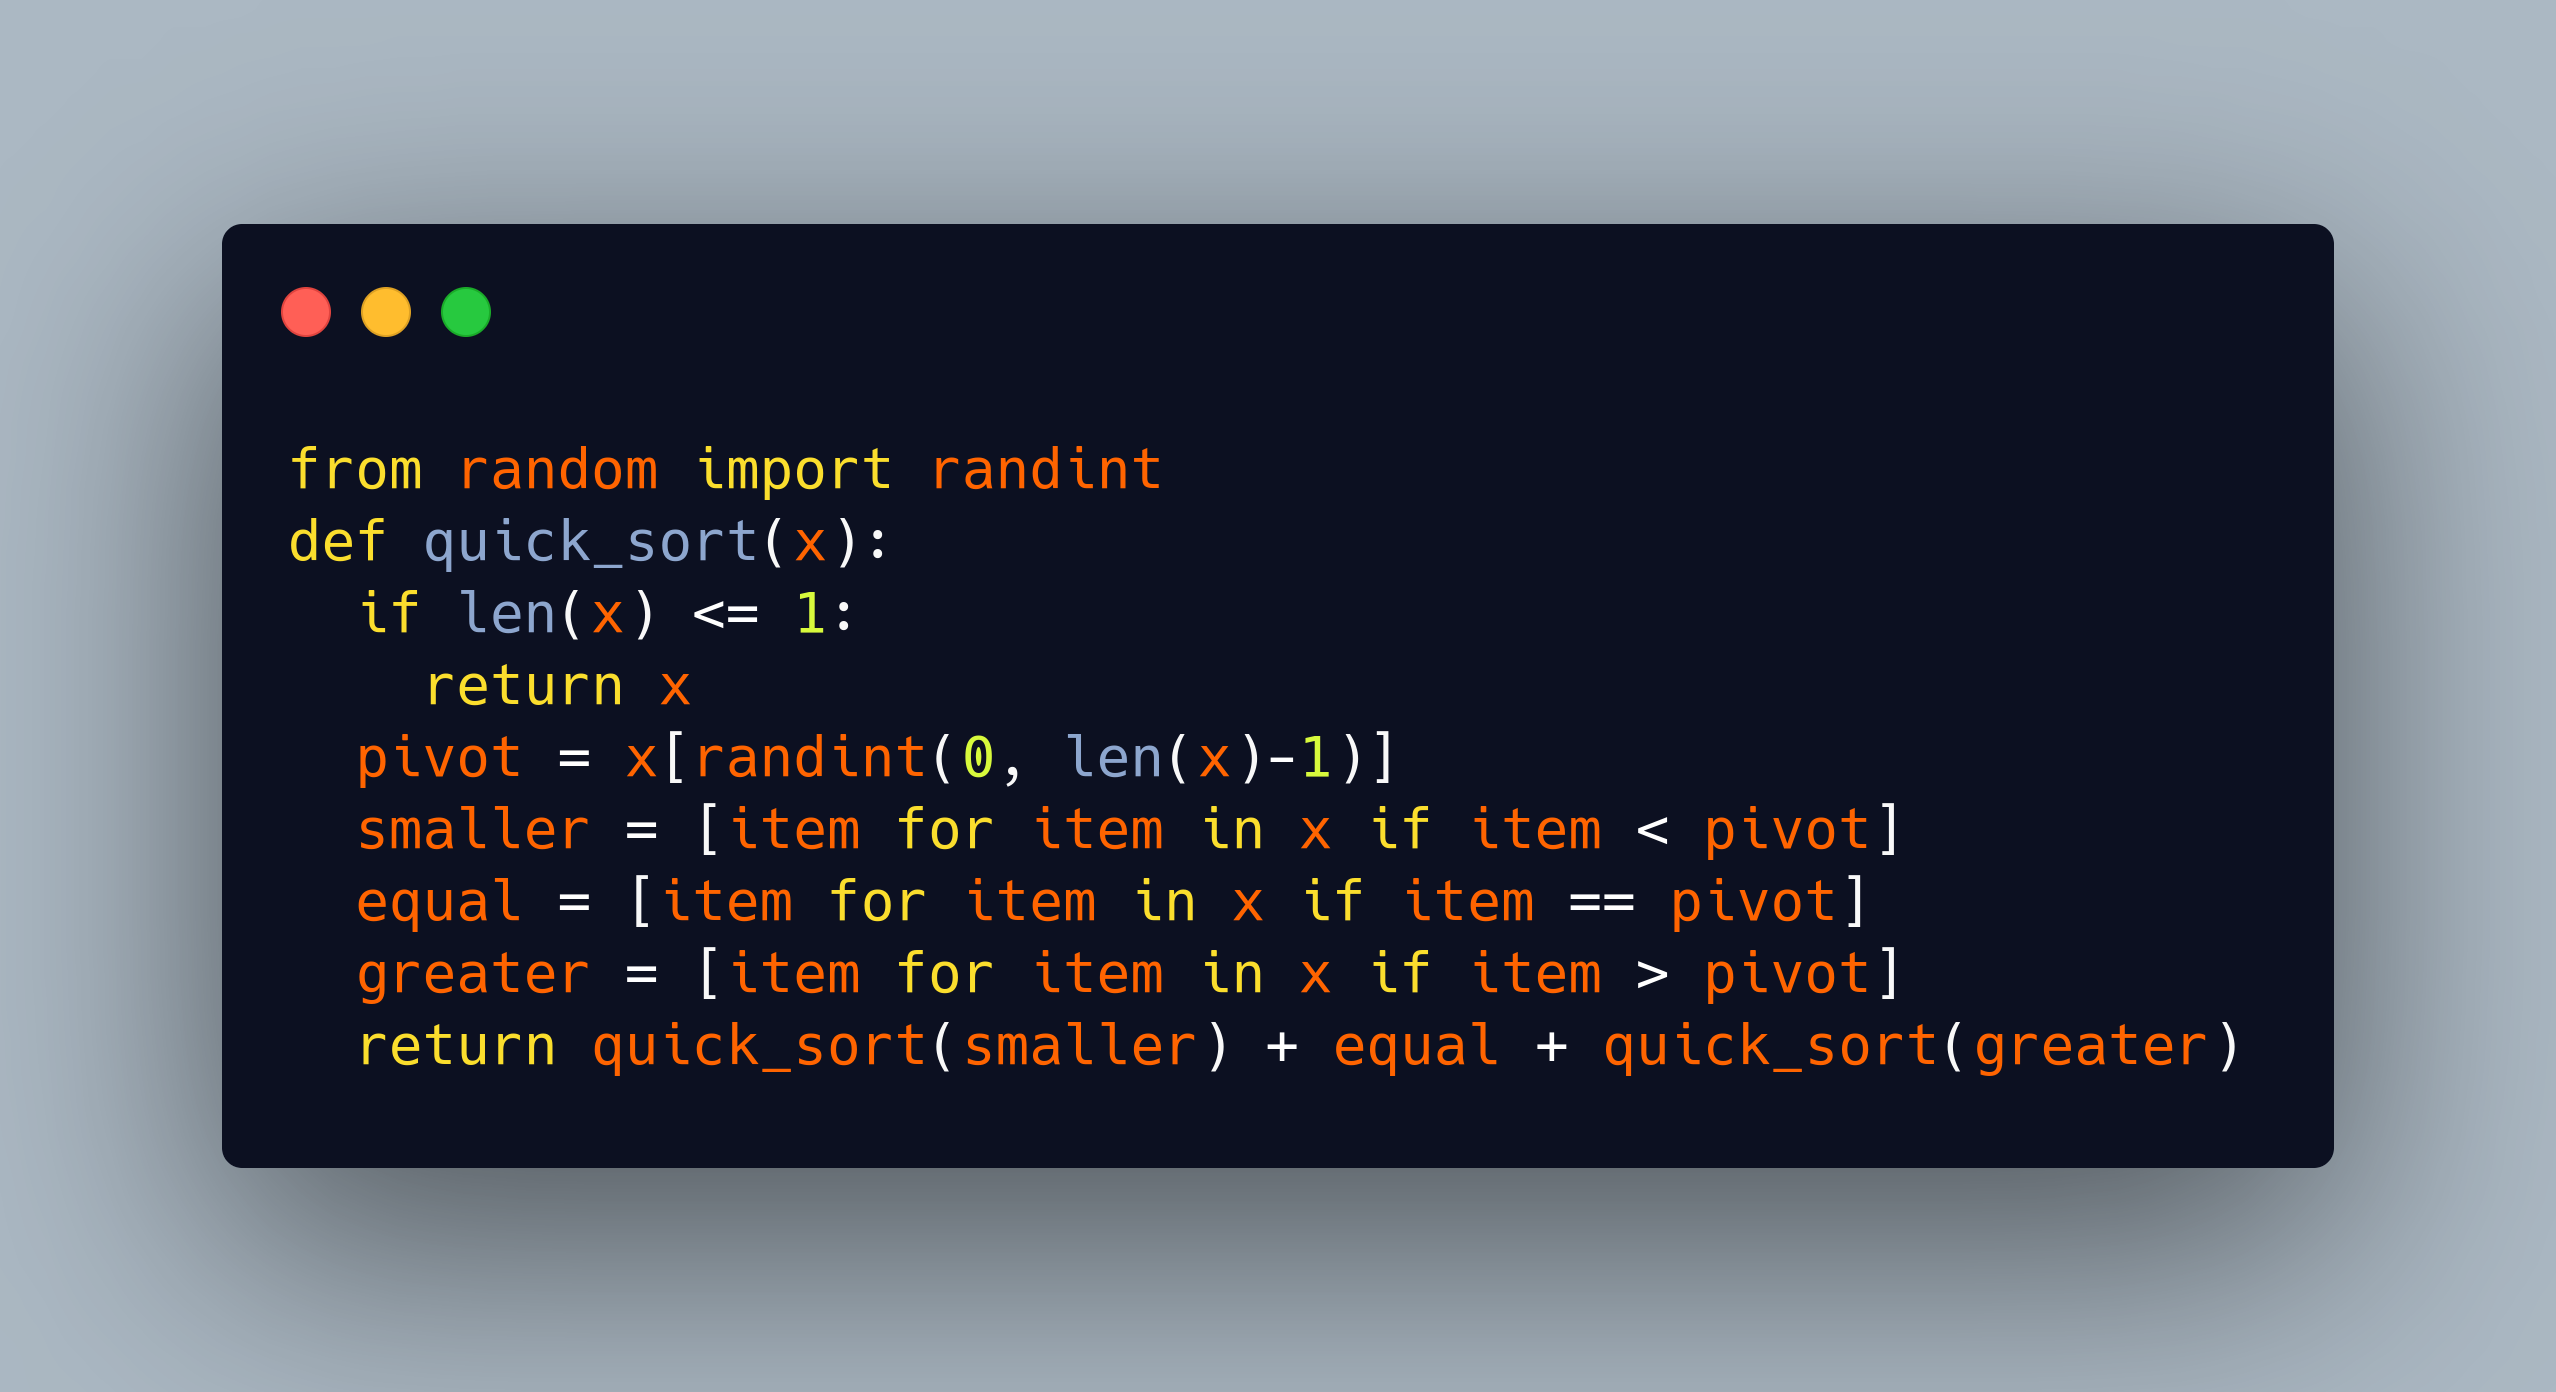 from random import randint
def quick_sort(x):
  if len(x) <= 1:
    return x
  pivot = x[randint(0, len(x)-1)]
  smaller = [item for item in x if item < pivot]
  equal = [item for item in x if item == pivot]
  greater = [item for item in x if item > pivot]
  return quick_sort(smaller) + equal + quick_sort(greater)